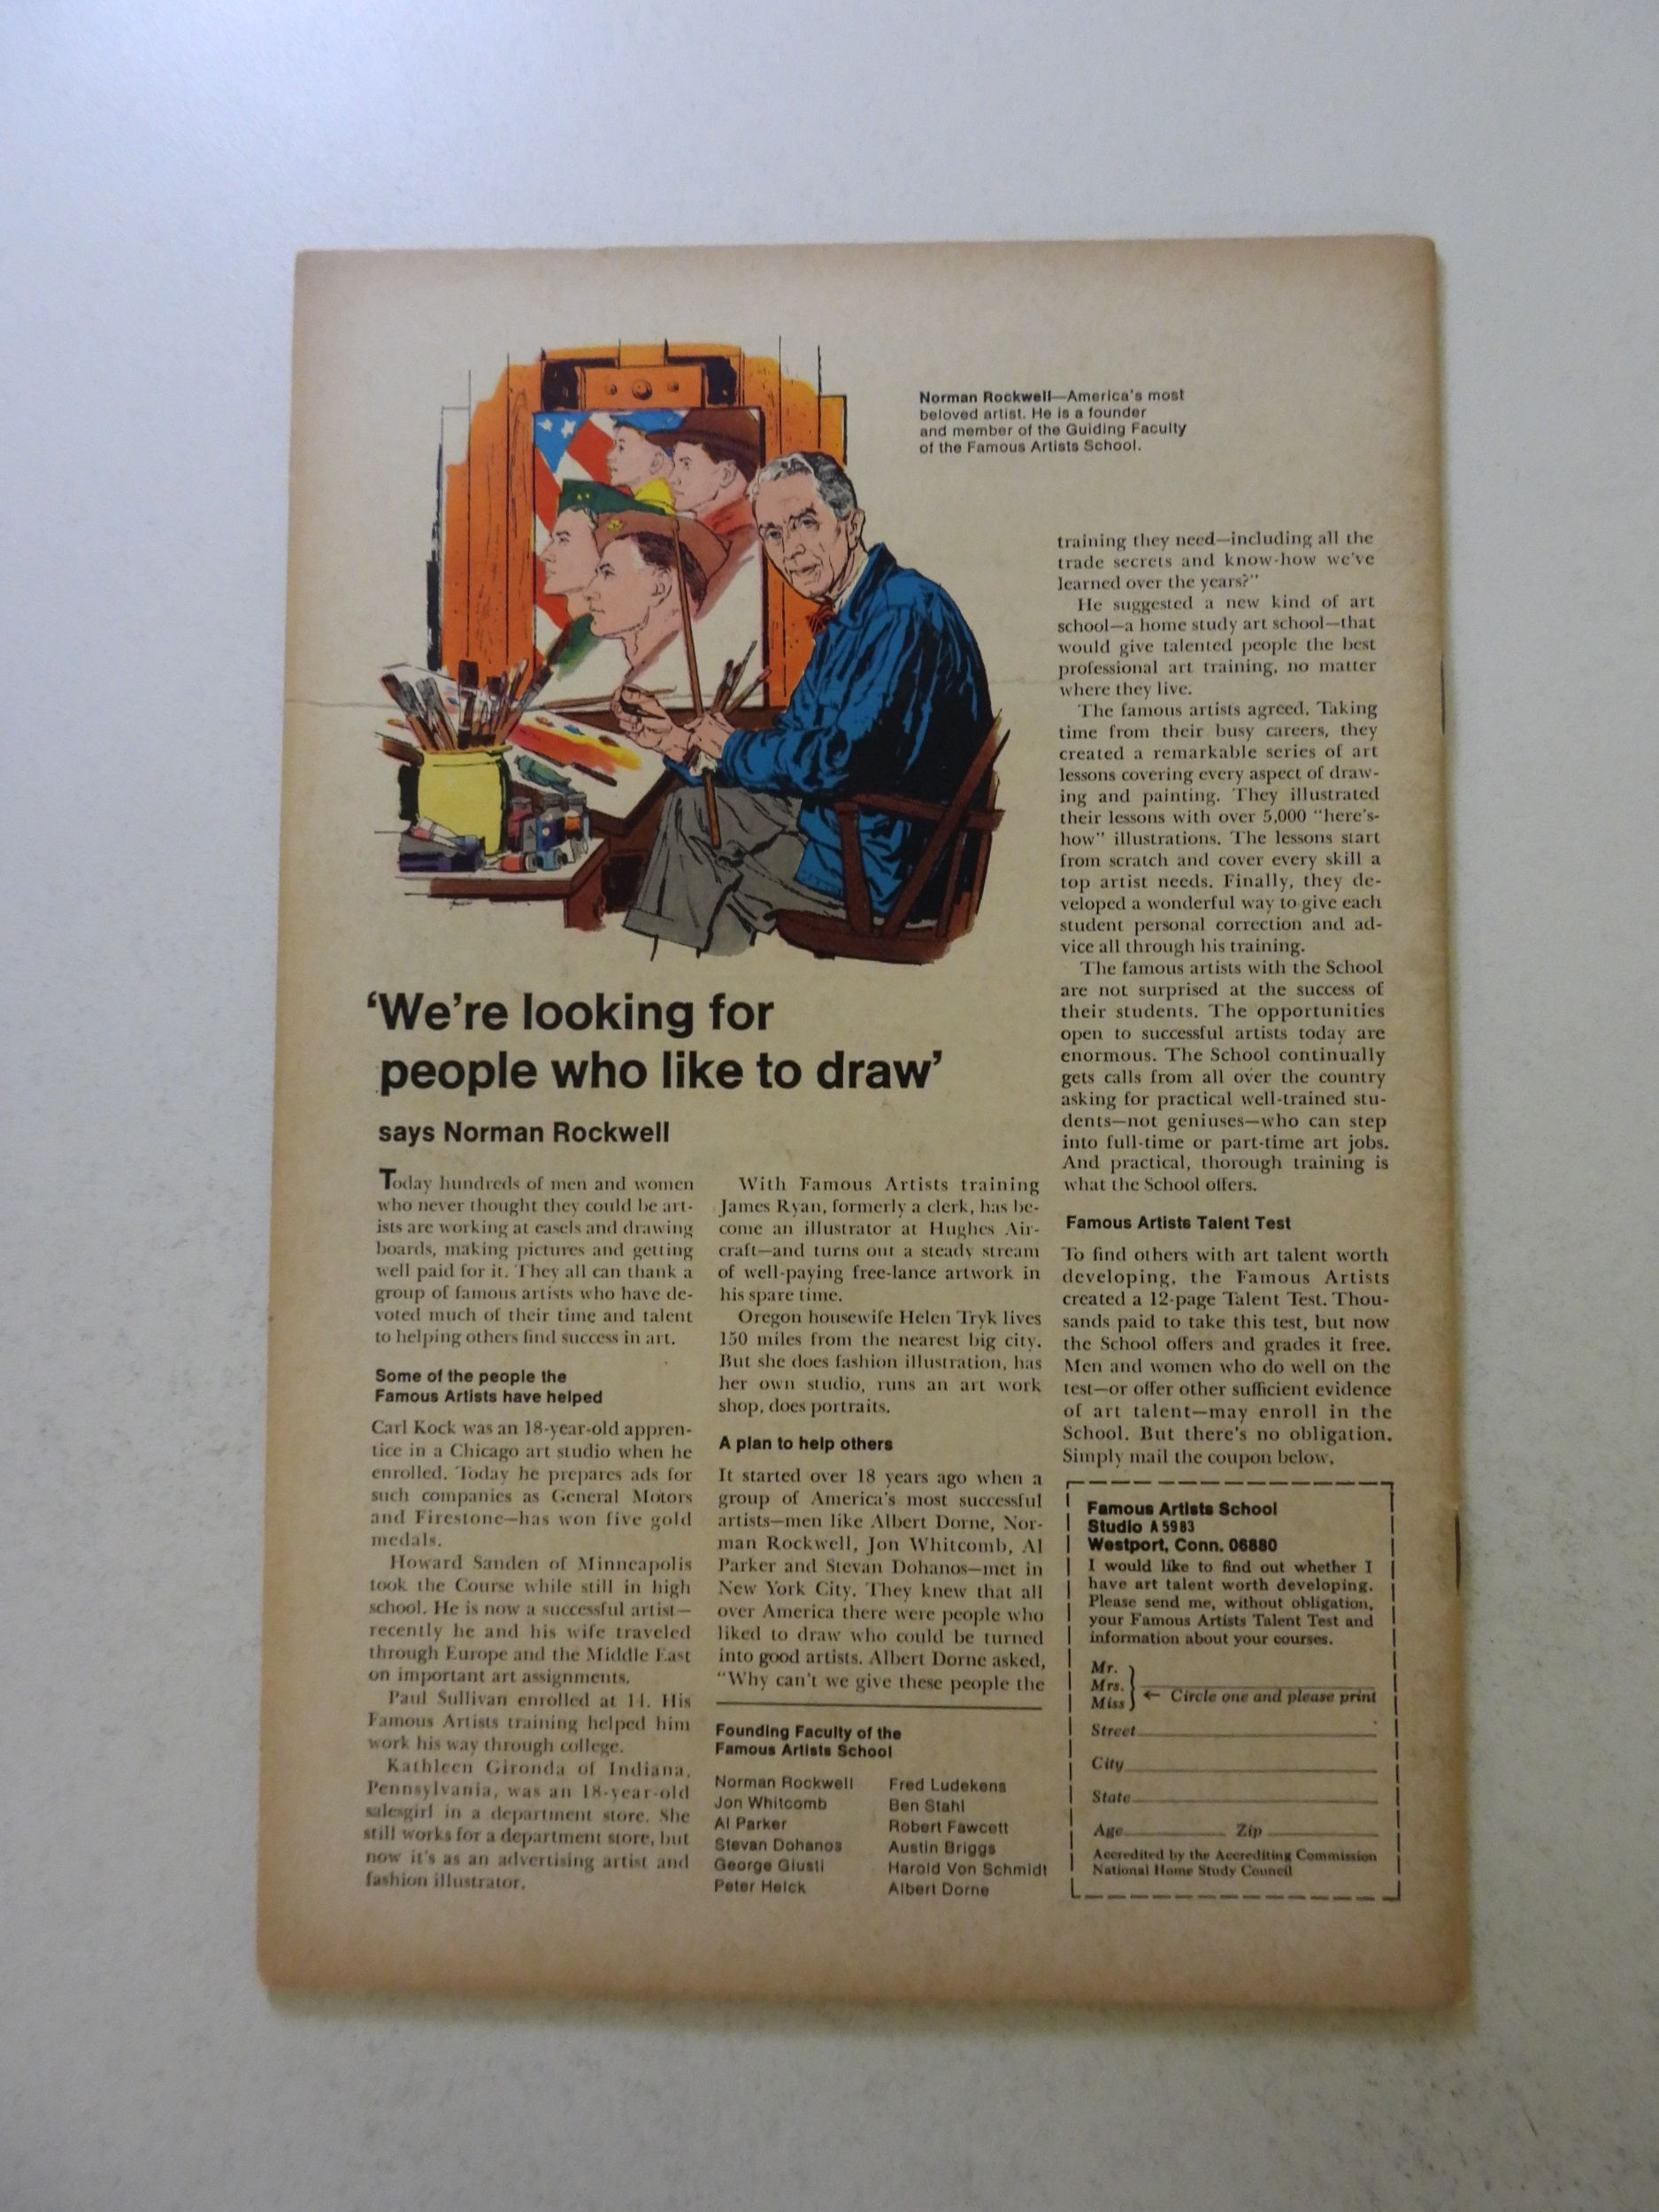 Norman Rockwell—America's most
beloved artist. He is a founder
and member of the Guiding Faculty
of the Famous Artists School.
'We're looking for
people who like to draw'
says Norman Rockwell
Today hundreds of men and women
who never thought they could be art-
ists are working at easels and drawing
boards, making pictures and getting
well paid for it. They all can thank a
group of famous artists who have de-
voted much of their time and talent
to helping others find success in art.
Some of the people the
Famous Artists have helped
Carl Kock was an 18-year-old appren-
tice in a Chicago art studio when he
enrolled. Today he prepares ads for
such companies as General Motors
and Firestone—has won five gold
medals.
Howard Sanden of Minneapolis
took the Course while still in high
school. He is now a successful artist—
recently he and his wife traveled
through Europe and the Middle East
on important art assignments.
Paul Sullivan enrolled at 14. His
Famous Artists training helped him
work his way through college.
Kathleen Gironda of Indiana,
Pennsylvania, was an 18-year-old
salesgirl in a department store. She
still works for a department store, but
now it's as an advertising artist and
fashion illustrator.
With Famous Artists training
James Ryan, formerly a clerk, has be-
come an illustrator at Hughes Air-
craft—and turns out a steady stream
of well-paying free-lance artwork in
his spare time.
Oregon housewife Helen Tryk lives
150 miles from the nearest big city.
But she does fashion illustration, has
her own studio, runs an art work
shop, does portraits.
A plan to help others
It started over 18 years ago when a
group of America's most successful
artists—men like Albert Dorne, Nor-
man Rockwell, Jon Whitcomb, Al
Parker and Stevan Dohanos—met in
New York City. They knew that all
over America there were people who
liked to draw who could be turned
into good artists. Albert Dorne asked,
"Why can't we give these people the
Founding Faculty of the
Famous Artists School
Norman Rockwell
Jon Whitcomb
Al Parker
Stevan Dohanos
George Giusti
Peter Helck
Fred Ludekens
Ben Stahl
Robert Fawcett
Austin Briggs
Harold Von Schmidt
Albert Dorne
training they need—including all the
trade secrets and know-how we've
learned over the years?"
He suggested a new kind of art
school—a home study art school—that
would give talented people the best
professional art training, no matter
where they live.
The famous artists agreed. Taking
time from their busy careers, they
created a remarkable series of art
lessons covering every aspect of draw-
ing and painting. They illustrated
their lessons with over 5,000 "here's-
how" illustrations. The lessons start
from scratch and cover every skill a
top artist needs. Finally, they de-
veloped a wonderful way to give each
student personal correction and ad-
vice all through his training.
The famous artists with the School
are not surprised at the success of
their students. The opportunities
open to successful artists today are
enormous. The School continually
gets calls from all over the country
asking for practical well-trained stu-
dents—not geniuses—who can step
into full-time or part-time art jobs.
And practical, thorough training is
what the School offers.
Famous Artists Talent Test
To find others with art talent worth
developing, the Famous Artists
created a 12-page Talent Test. Thou-
sands paid to take this test, but now
the School offers and grades it free.
Men and women who do well on the
test—or offer other sufficient evidence
of art talent—may enroll in the
School. But there's no obligation.
Simply mail the coupon below.
Famous Artists School
Studio A5983
Westport, Conn. 06880
I would like to find out whether I
have art talent worth developing.
Please send me, without obligation,
your Famous Artists Talent Test and
information about your courses.
Mr.
Mrs.
Miss ← Circle one and please print
Street
City
State
Age Zip
Accredited by the Accrediting Commission
National Home Study Council